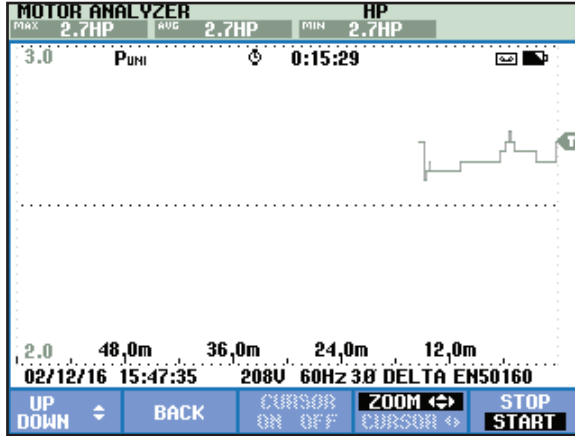 MOTOR ANALYZER HP
MAX 2.7HP AVG 2.7HP MIN 2.7HP
3.0 PUNI 0:15:29
T
2.0 48,0m 36,0m 24,0m 12,0m
02/12/16 15:47:35 208V 60Hz 3.0 DELTA EN50160
UP DOWN BACK CURSOR ON OFF ZOOM CURSOR STOP START